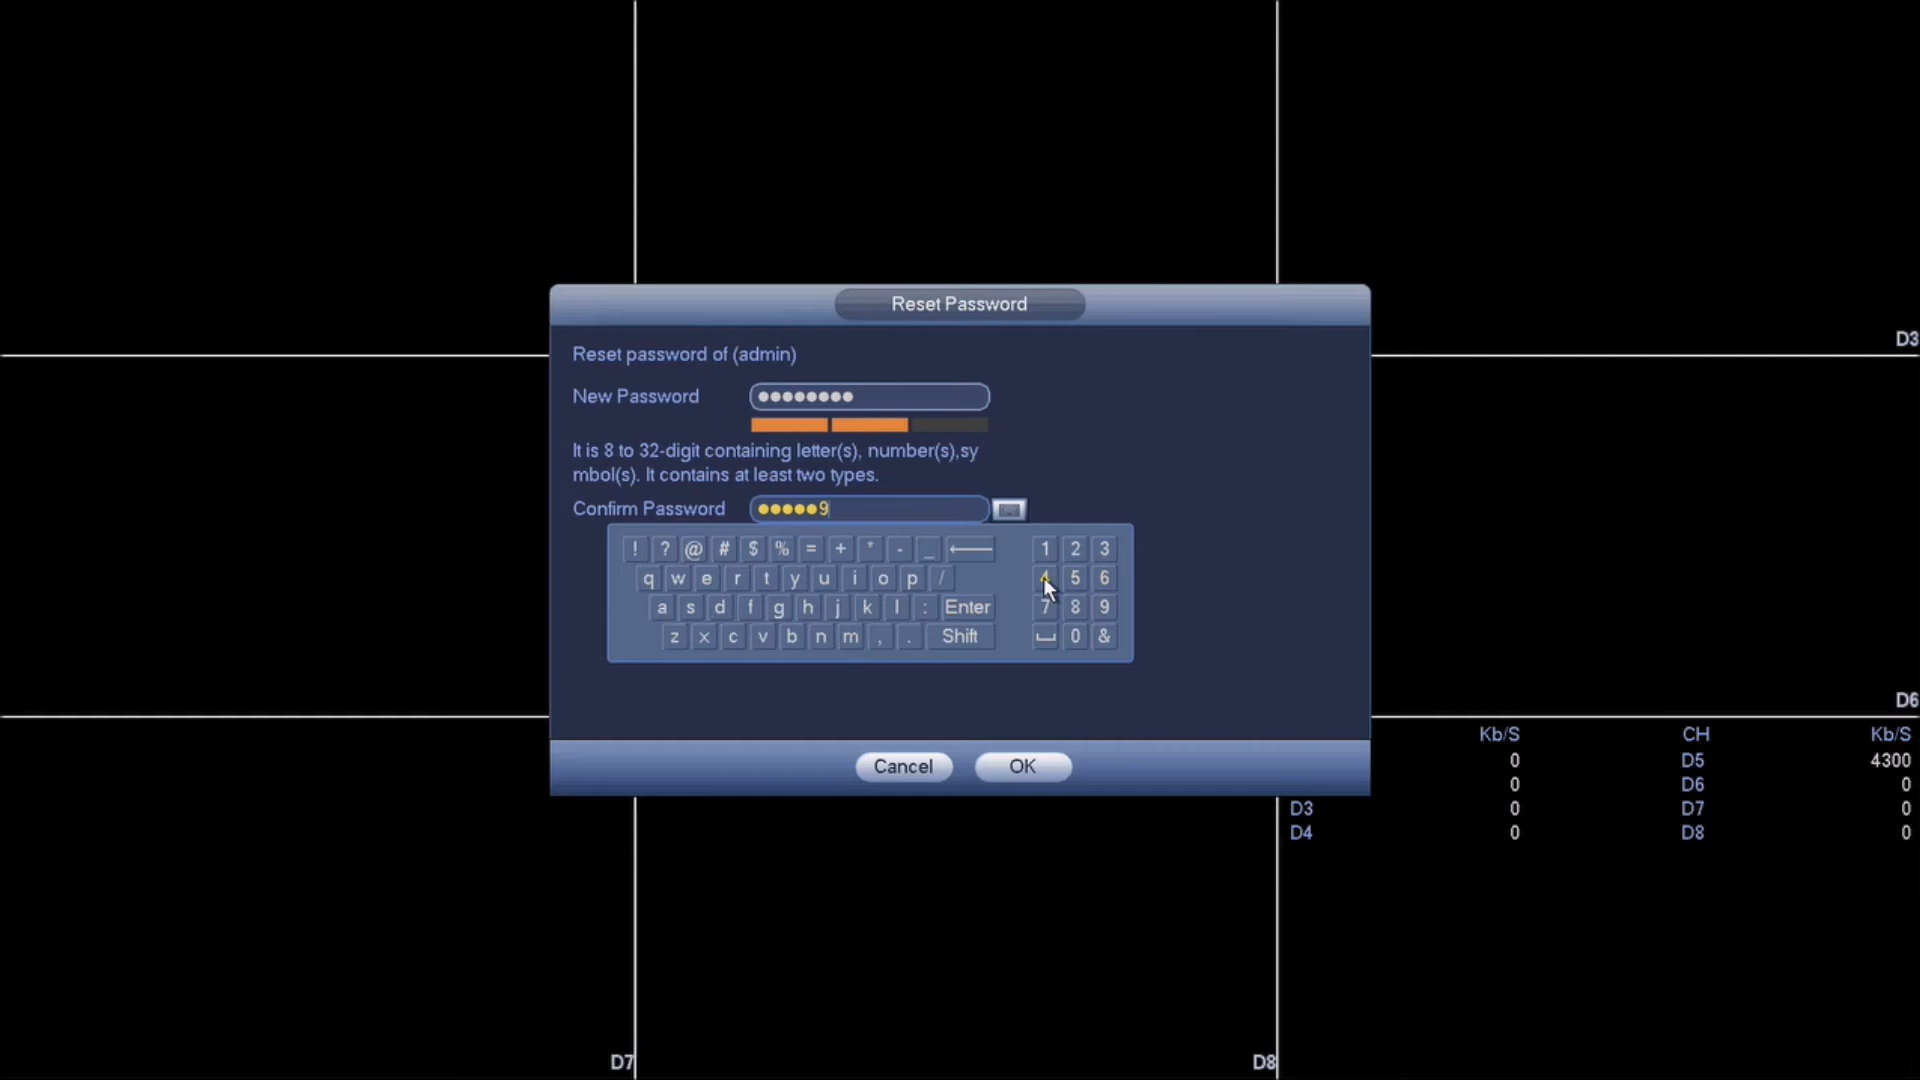 Reset Password
D3
Reset password of (admin)
New Password ●●●●●●●●
It is 8 to 32-digit containing letter(s), number(s),sy
mbol(s). It contains at least two types.
Confirm Password ●●●●●9
! ? @ # $ % = + * - _ 1 2 3
q w e r t y u i o p / 4 5 6
a s d f g h j k l : Enter 7 8 9
z x c v b n m , . Shift 0 &
D6
Kb/S CH Kb/S
0 D5 4300
0 D6 0
D3 0 D7 0
D4 0 D8 0
Cancel OK
D7 D8